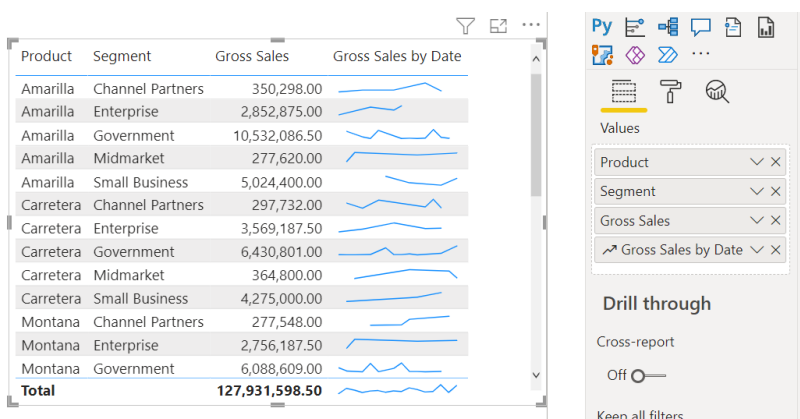 Product Segment Gross Sales Gross Sales by Date
Amarilla Channel Partners 350,298.00
Amarilla Enterprise 2,852,875.00
Amarilla Government 10,532,086.50
Amarilla Midmarket 277,620.00
Amarilla Small Business 5,024,400.00
Carretera Channel Partners 297,732.00
Carretera Enterprise 3,569,187.50
Carretera Government 6,430,801.00
Carretera Midmarket 364,800.00
Carretera Small Business 4,275,000.00
Montana Channel Partners 277,548.00
Montana Enterprise 2,756,187.50
Montana Government 6,088,609.00
Total 127,931,598.50
Py
Values
Product
Segment
Gross Sales
Gross Sales by Date
Drill through
Cross-report
Off
Keep all filters